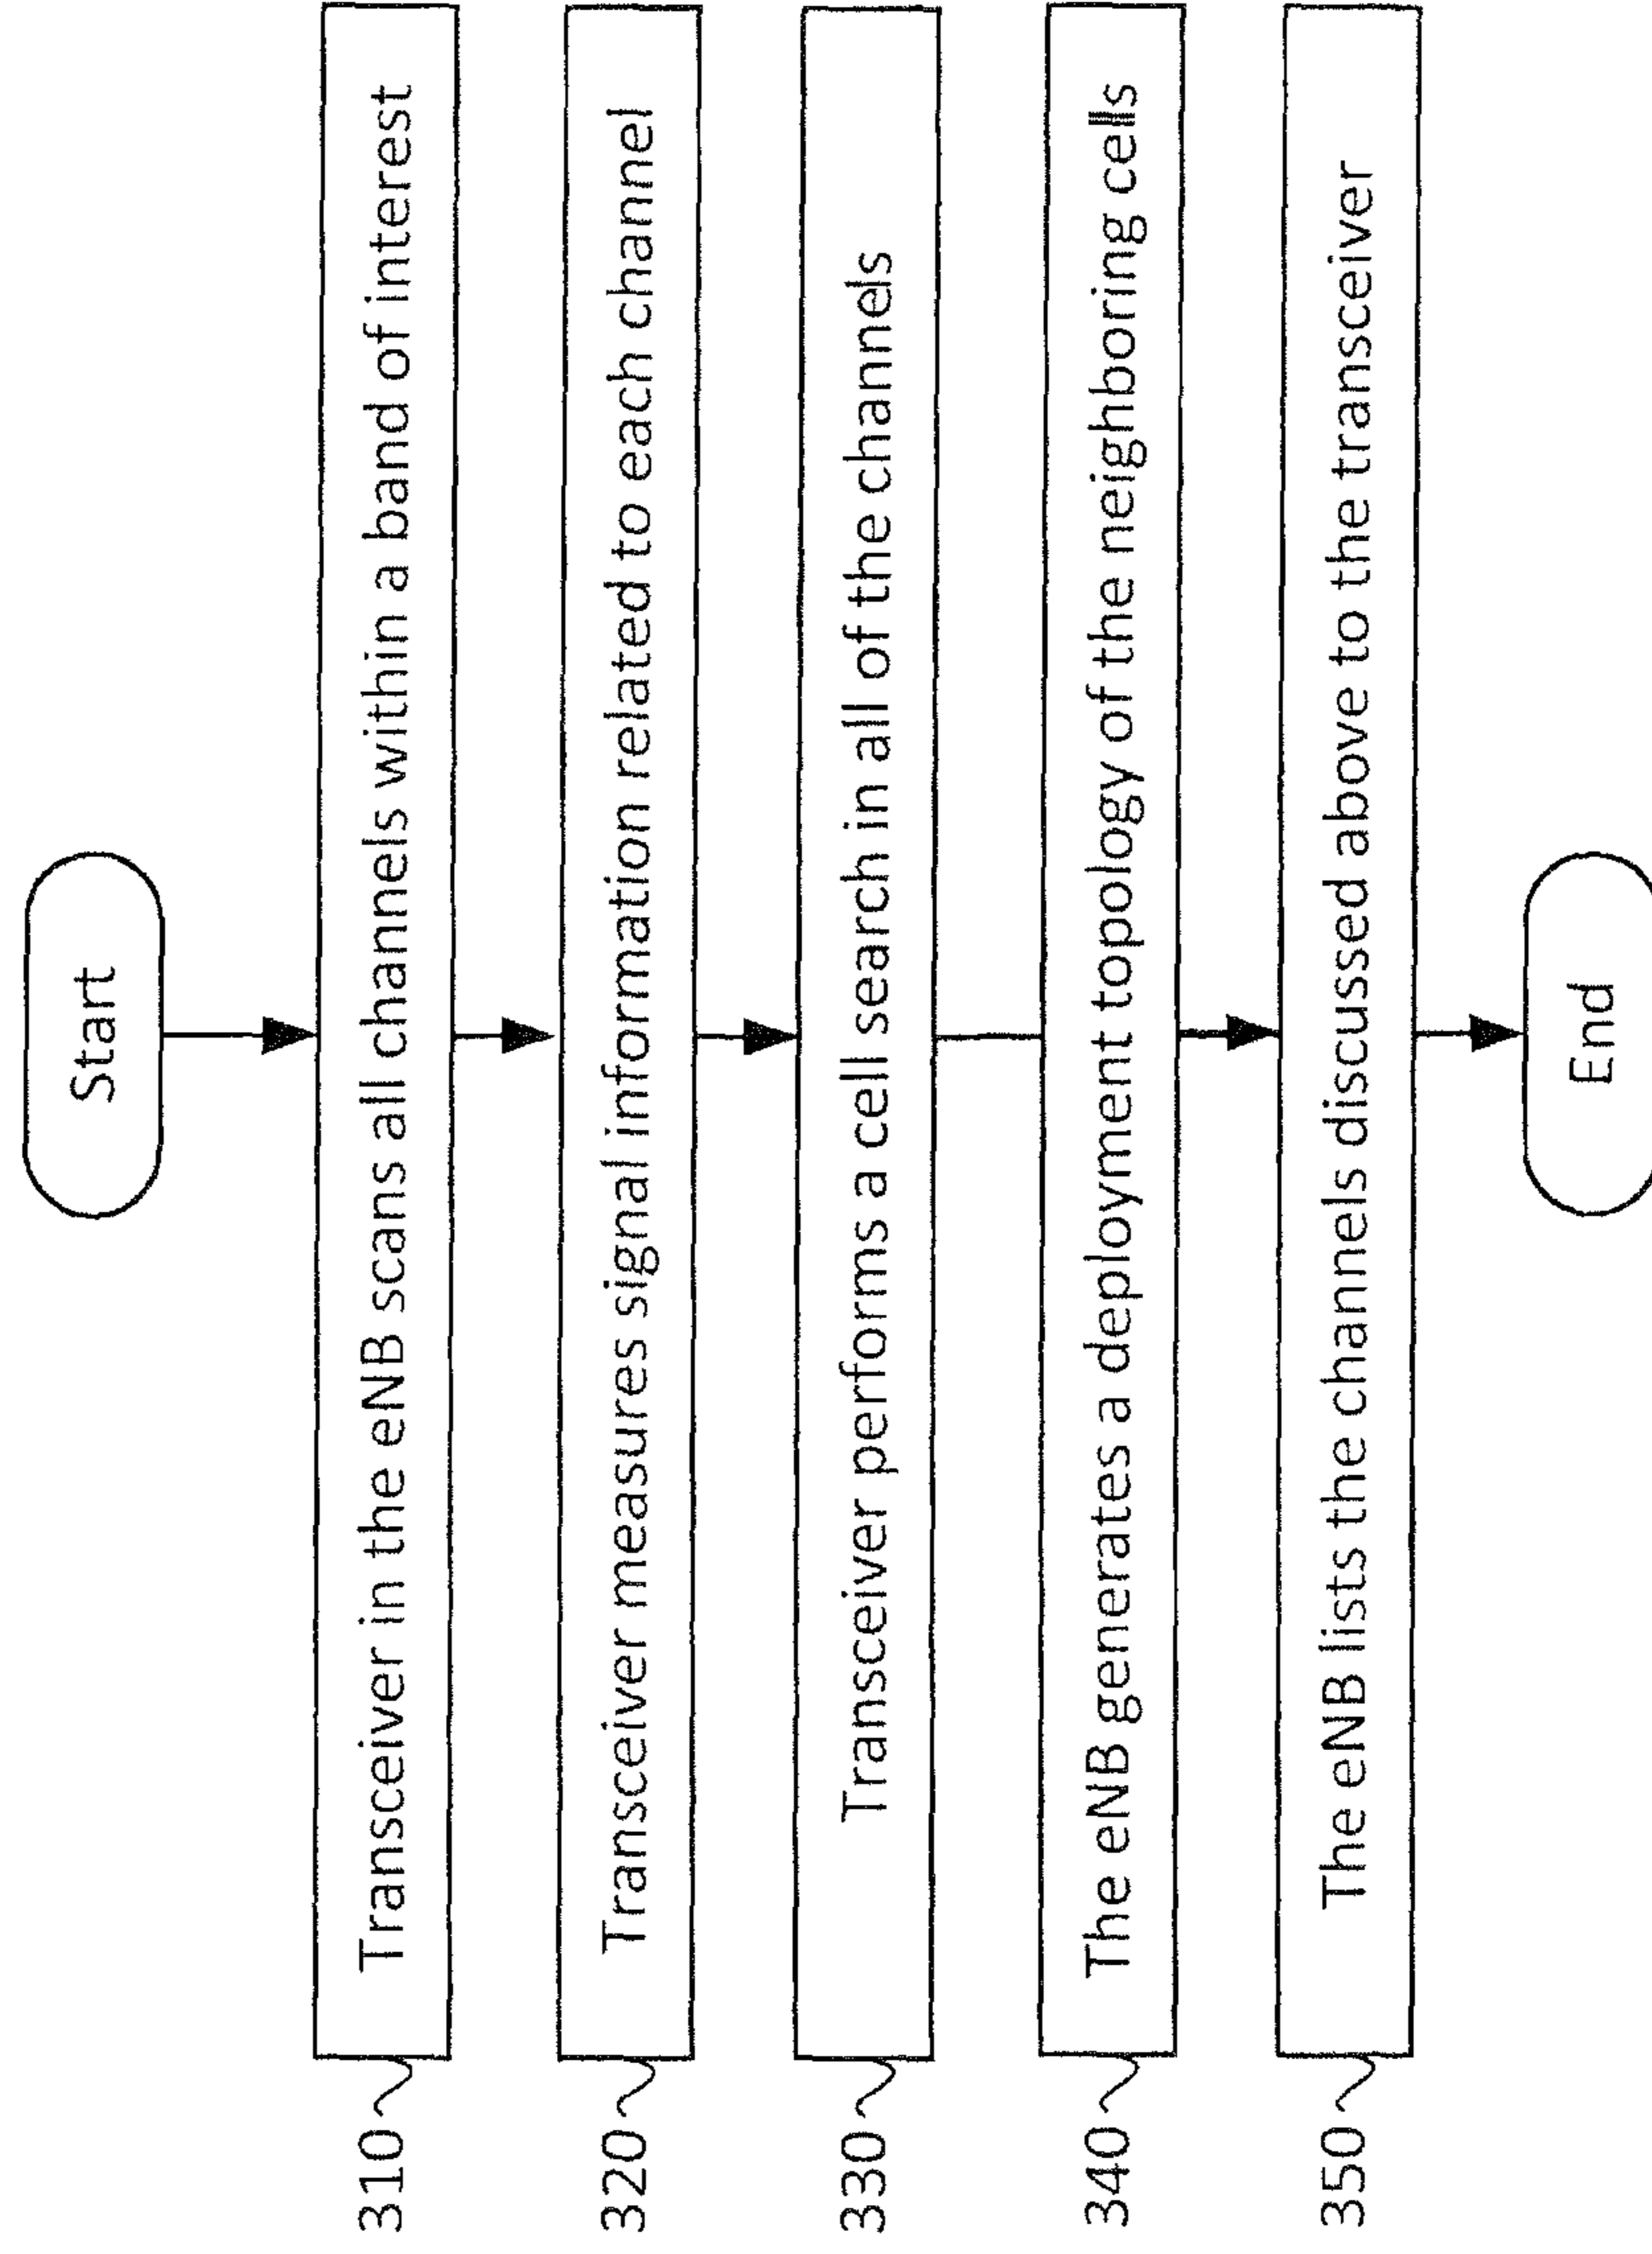 Start
310 Transceiver in the eNB scans all channels within a band of interest
320 Transceiver measures signal information related to each channel
330 Transceiver performs a cell search in all of the channels
340 The eNB generates a deployment topology of the neighboring cells
350 The eNB lists the channels discussed above to the transceiver
End